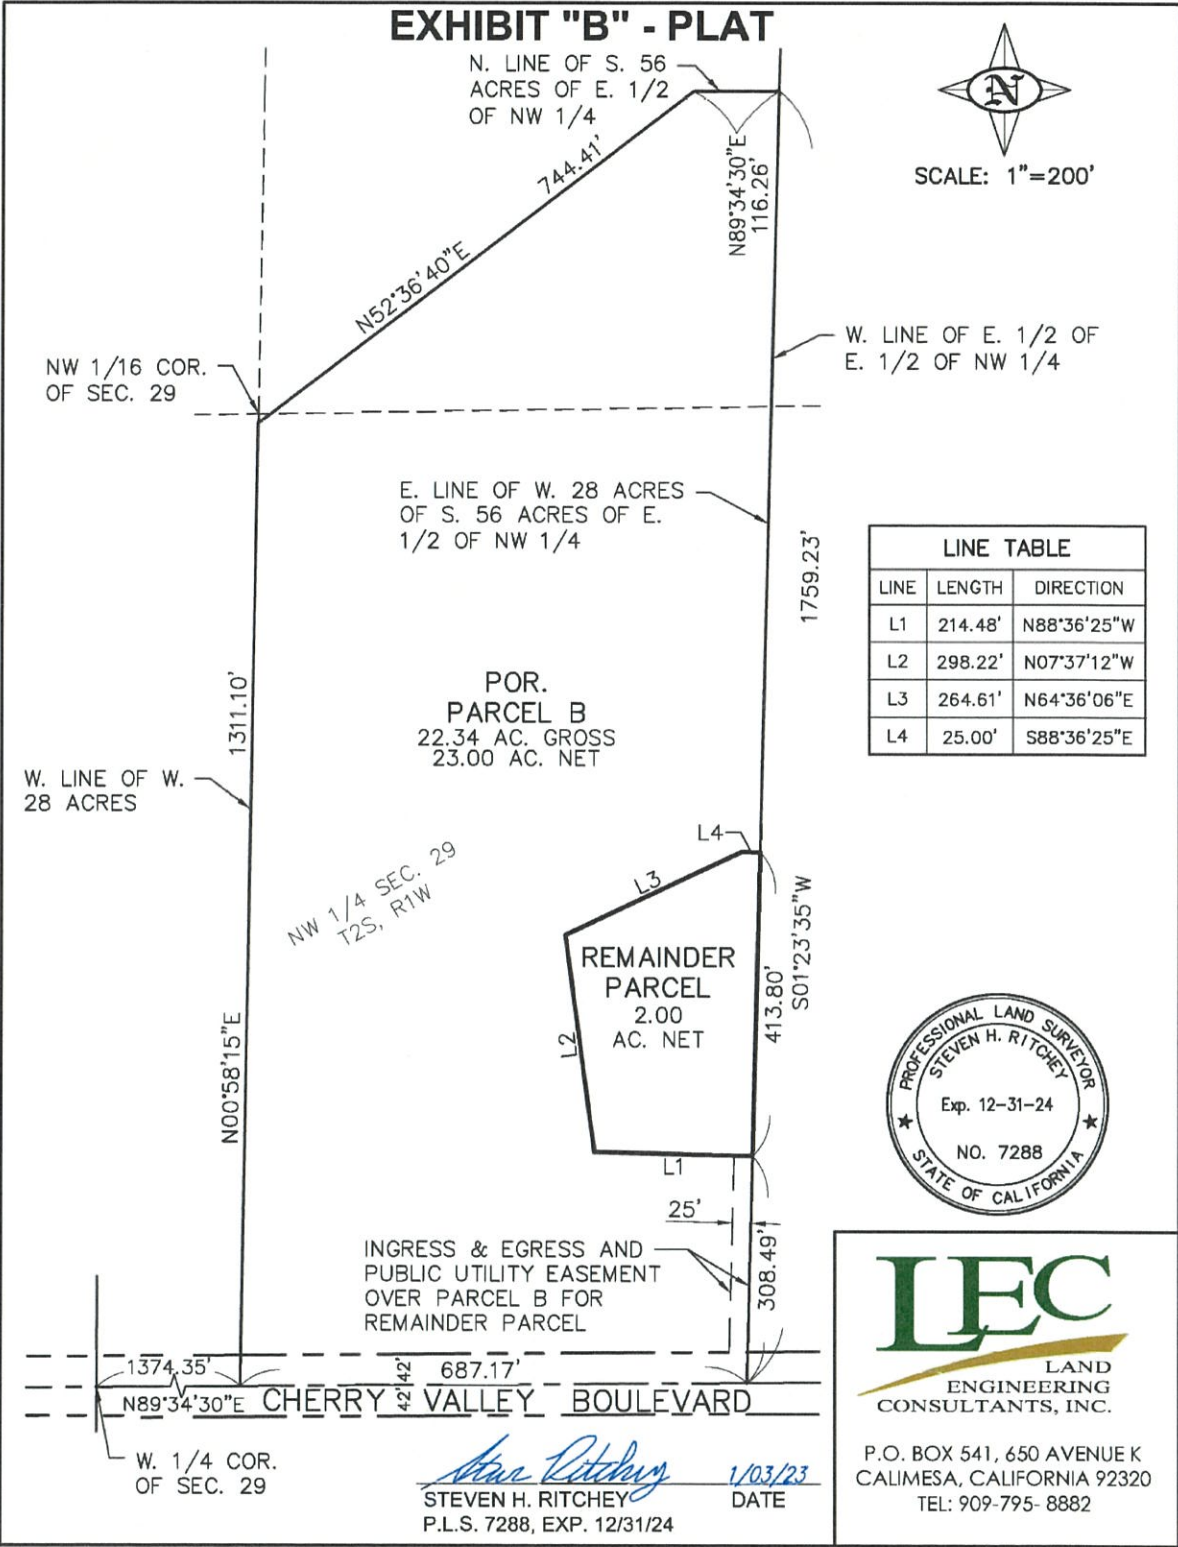 EXHIBIT "B" - PLAT
N. LINE OF S. 56
ACRES OF E. 1/2
OF NW 1/4
N
SCALE: 1"=200'
744.41'
N52°36'40"E
N89°34'30"E
116.26'
NW 1/16 COR.
OF SEC. 29
W. LINE OF E. 1/2 OF
E. 1/2 OF NW 1/4
E. LINE OF W. 28 ACRES
OF S. 56 ACRES OF E.
1/2 OF NW 1/4
1759.23'
LINE TABLE
LINE LENGTH DIRECTION
L1 214.48' N88°36'25"W
L2 298.22' N07°37'12"W
L3 264.61' N64°36'06"E
L4 25.00' S88°36'25"E
1311.10'
POR.
PARCEL B
22.34 AC. GROSS
23.00 AC. NET
W. LINE OF W.
28 ACRES
NW 1/4 SEC. 29
T2S, R1W
L4
L3
REMAINDER
PARCEL
2.00
AC. NET
L2
L1
413.80'
S01°23'35"W
N00°58'15"E
PROFESSIONAL LAND SURVEYOR
STEVEN H. RITCHEY
Exp. 12-31-24
NO. 7288
STATE OF CALIFORNIA
25'
308.49'
INGRESS & EGRESS AND
PUBLIC UTILITY EASEMENT
OVER PARCEL B FOR
REMAINDER PARCEL
1374.35'
N89°34'30"E
42' 42'
687.17'
CHERRY VALLEY BOULEVARD
W. 1/4 COR.
OF SEC. 29
Steve Ritchey
1/03/23
STEVEN H. RITCHEY
DATE
P.L.S. 7288, EXP. 12/31/24
LEC
LAND
ENGINEERING
CONSULTANTS, INC.
P.O. BOX 541, 650 AVENUE K
CALIMESA, CALIFORNIA 92320
TEL: 909-795- 8882